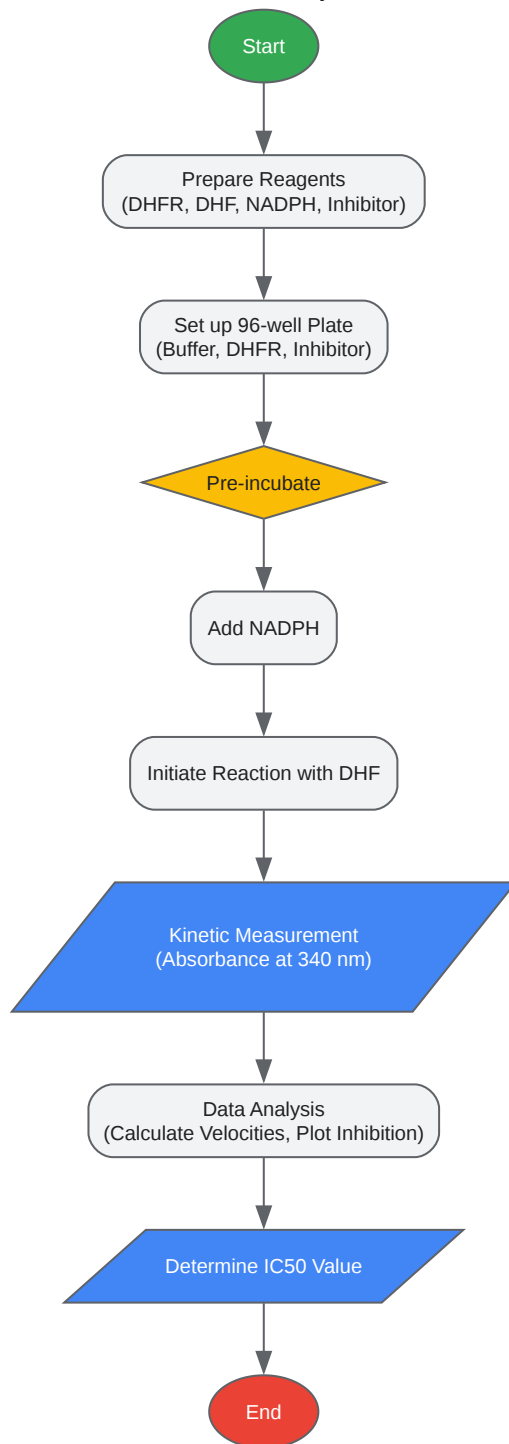 Start
Prepare Reagents
(DHFR, DHF, NADPH, Inhibitor)
Set up 96-well Plate
(Buffer, DHFR, Inhibitor)
Pre-incubate
Add NADPH
Initiate Reaction with DHF
Kinetic Measurement
(Absorbance at 340 nm)
Data Analysis
(Calculate Velocities, Plot Inhibition)
Determine IC50 Value
End